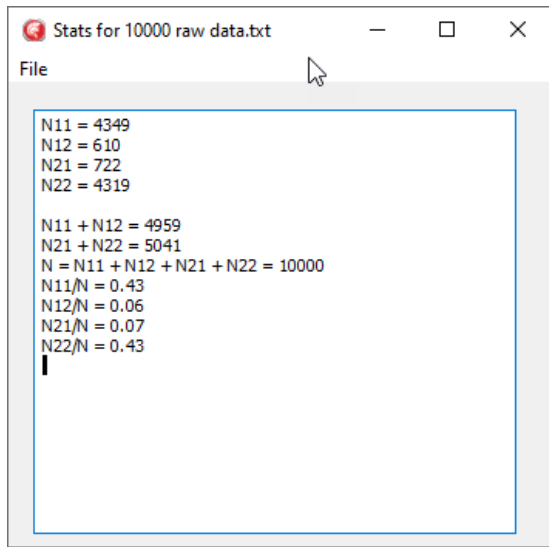 Stats for 10000 raw data.txt
File
N11 = 4349
N12 = 610
N21 = 722
N22 = 4319
N11 + N12 = 4959
N21 + N22 = 5041
N = N11 + N12 + N21 + N22 = 10000
N11/N = 0.43
N12/N = 0.06
N21/N = 0.07
N22/N = 0.43